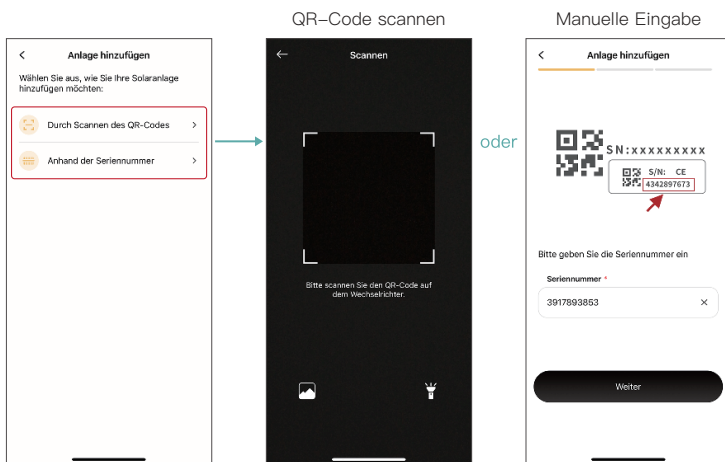 QR-Code scannen
Manuelle Eingabe
Anlage hinzufügen
Wählen Sie aus, wie Sie Ihre Solaranlage
hinzufügen möchten:
Durch Scannen des QR-Codes
Anhand der Seriennummer
Scannen
Bitte scannen Sie den QR-Code auf
dem Wechselrichter.
oder
Anlage hinzufügen
SN:xxxxxxxxx
S/N: CE
4342897673
Bitte geben Sie die Seriennummer ein
Seriennummer *
3917893853
Weiter